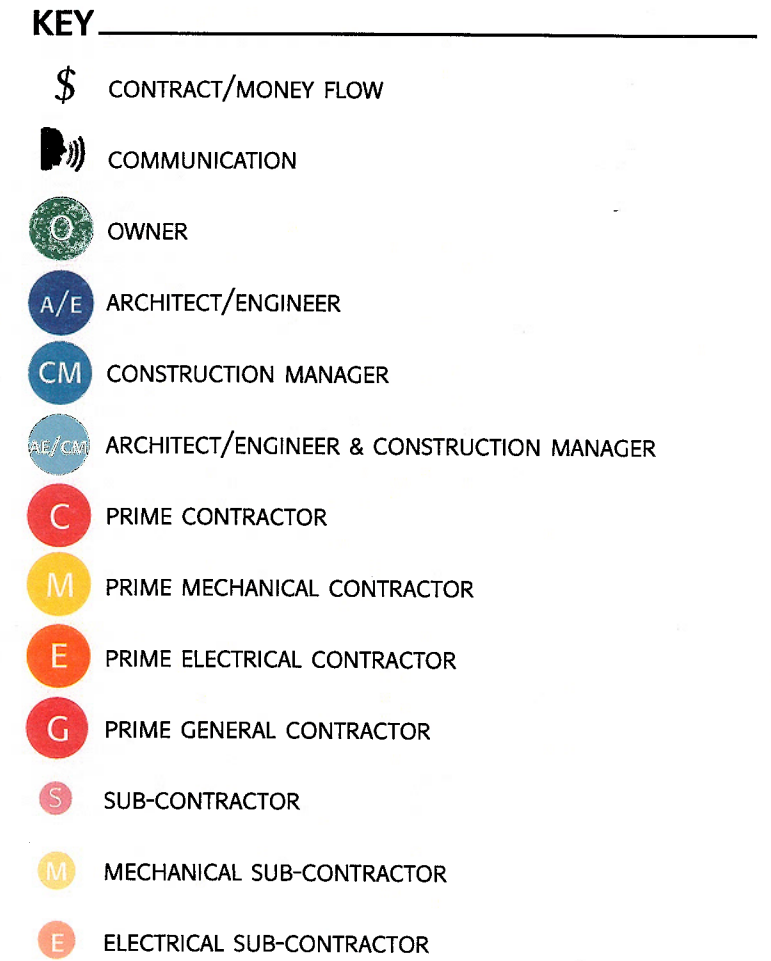 KEY
$ CONTRACT/MONEY FLOW
COMMUNICATION
O OWNER
A/E ARCHITECT/ENGINEER
CM CONSTRUCTION MANAGER
AE/CM ARCHITECT/ENGINEER & CONSTRUCTION MANAGER
C PRIME CONTRACTOR
M PRIME MECHANICAL CONTRACTOR
E PRIME ELECTRICAL CONTRACTOR
G PRIME GENERAL CONTRACTOR
S SUB-CONTRACTOR
M MECHANICAL SUB-CONTRACTOR
E ELECTRICAL SUB-CONTRACTOR